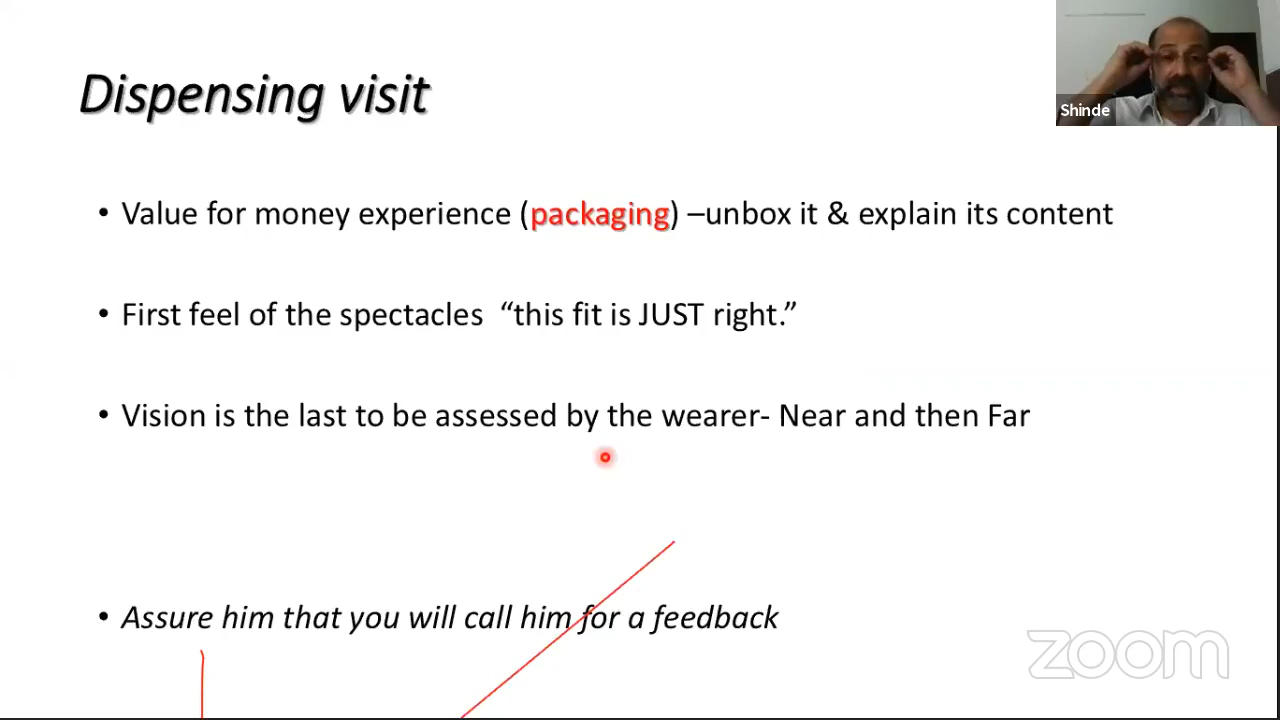 Dispensing visit
Shinde
• Value for money experience (packaging) –unbox it & explain its content
• First feel of the spectacles “this fit is JUST right.”
• Vision is the last to be assessed by the wearer- Near and then Far
• Assure him that you will call him for a feedback
zoom